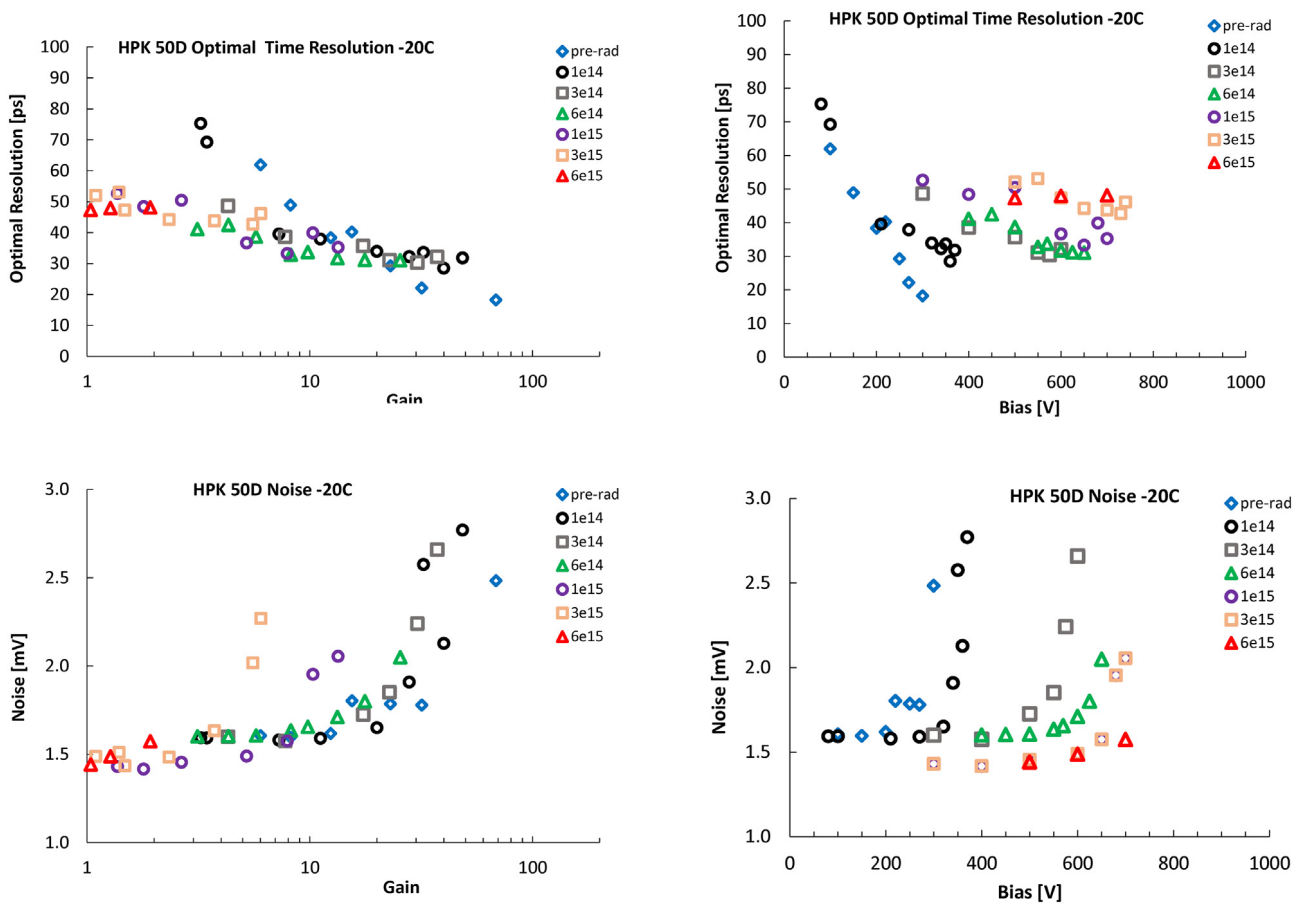 HPK 50D Optimal  Time Resolution -20C
Optimal Resolution [ps]
100
90
80
70
60
50
40
30
20
10
0
1
10
100
Gain
pre-rad
1e14
3e14
6e14
1e15
3e15
6e15
HPK 50D Optimal Time Resolution -20C
Optimal Resolution [ps]
100
90
80
70
60
50
40
30
20
10
0
0
200
400
600
800
1000
Bias [V]
pre-rad
1e14
3e14
6e14
1e15
3e15
6e15
HPK 50D Noise -20C
Noise [mV]
3.0
2.5
2.0
1.5
1.0
1
10
100
Gain
pre-rad
1e14
3e14
6e14
1e15
3e15
6e15
HPK 50D Noise -20C
Noise [mV]
3.0
2.5
2.0
1.5
1.0
0
200
400
600
800
1000
Bias [V]
pre-rad
1e14
3e14
6e14
1e15
3e15
6e15